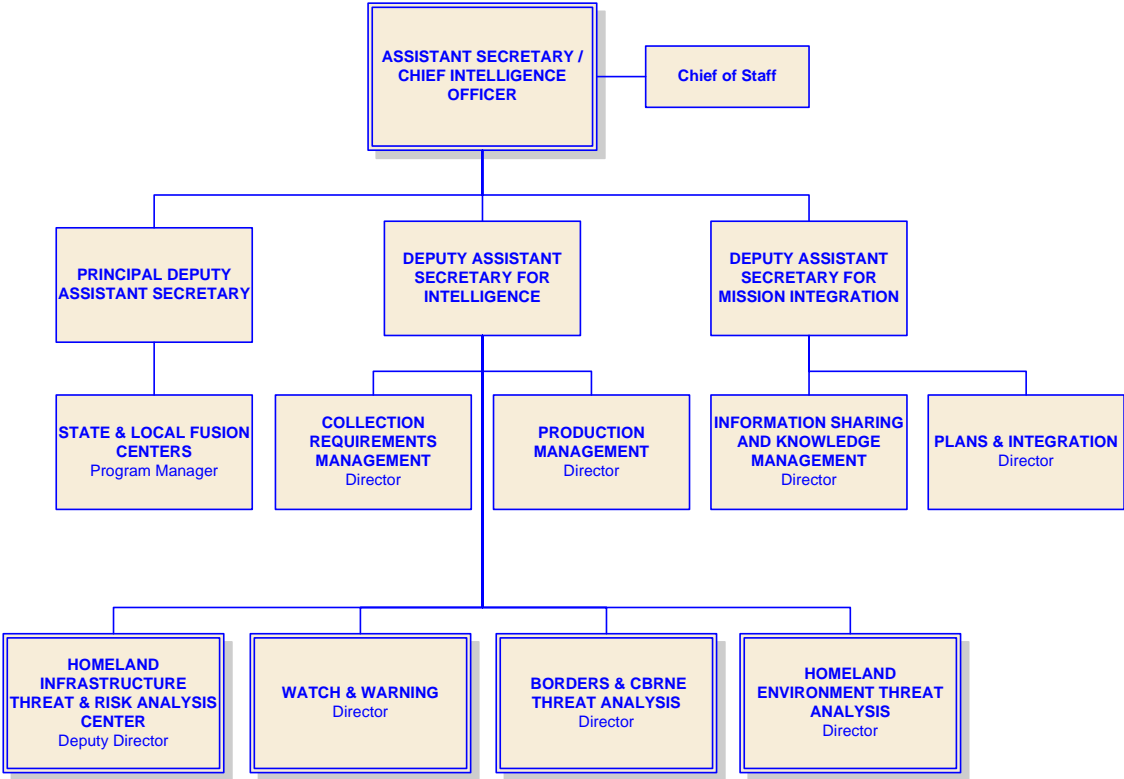 ASSISTANT SECRETARY /
CHIEF INTELLIGENCE
OFFICER
Chief of Staff
PRINCIPAL DEPUTY
ASSISTANT SECRETARY
DEPUTY ASSISTANT
SECRETARY FOR
INTELLIGENCE
DEPUTY ASSISTANT
SECRETARY FOR
MISSION INTEGRATION
STATE & LOCAL FUSION
CENTERS
Program Manager
COLLECTION
REQUIREMENTS
MANAGEMENT
Director
PRODUCTION
MANAGEMENT
Director
INFORMATION SHARING
AND KNOWLEDGE
MANAGEMENT
Director
PLANS & INTEGRATION
Director
HOMELAND
INFRASTRUCTURE
THREAT & RISK ANALYSIS
CENTER
Deputy Director
WATCH & WARNING
Director
BORDERS & CBRNE
THREAT ANALYSIS
Director
HOMELAND
ENVIRONMENT THREAT
ANALYSIS
Director